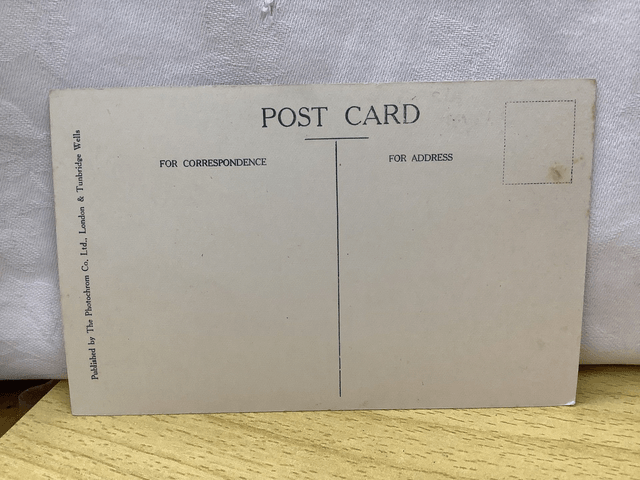 POST CARD
FOR CORRESPONDENCE
FOR ADDRESS
Published by The Photochrom Co, Ltd., London & Tunbridge Wells